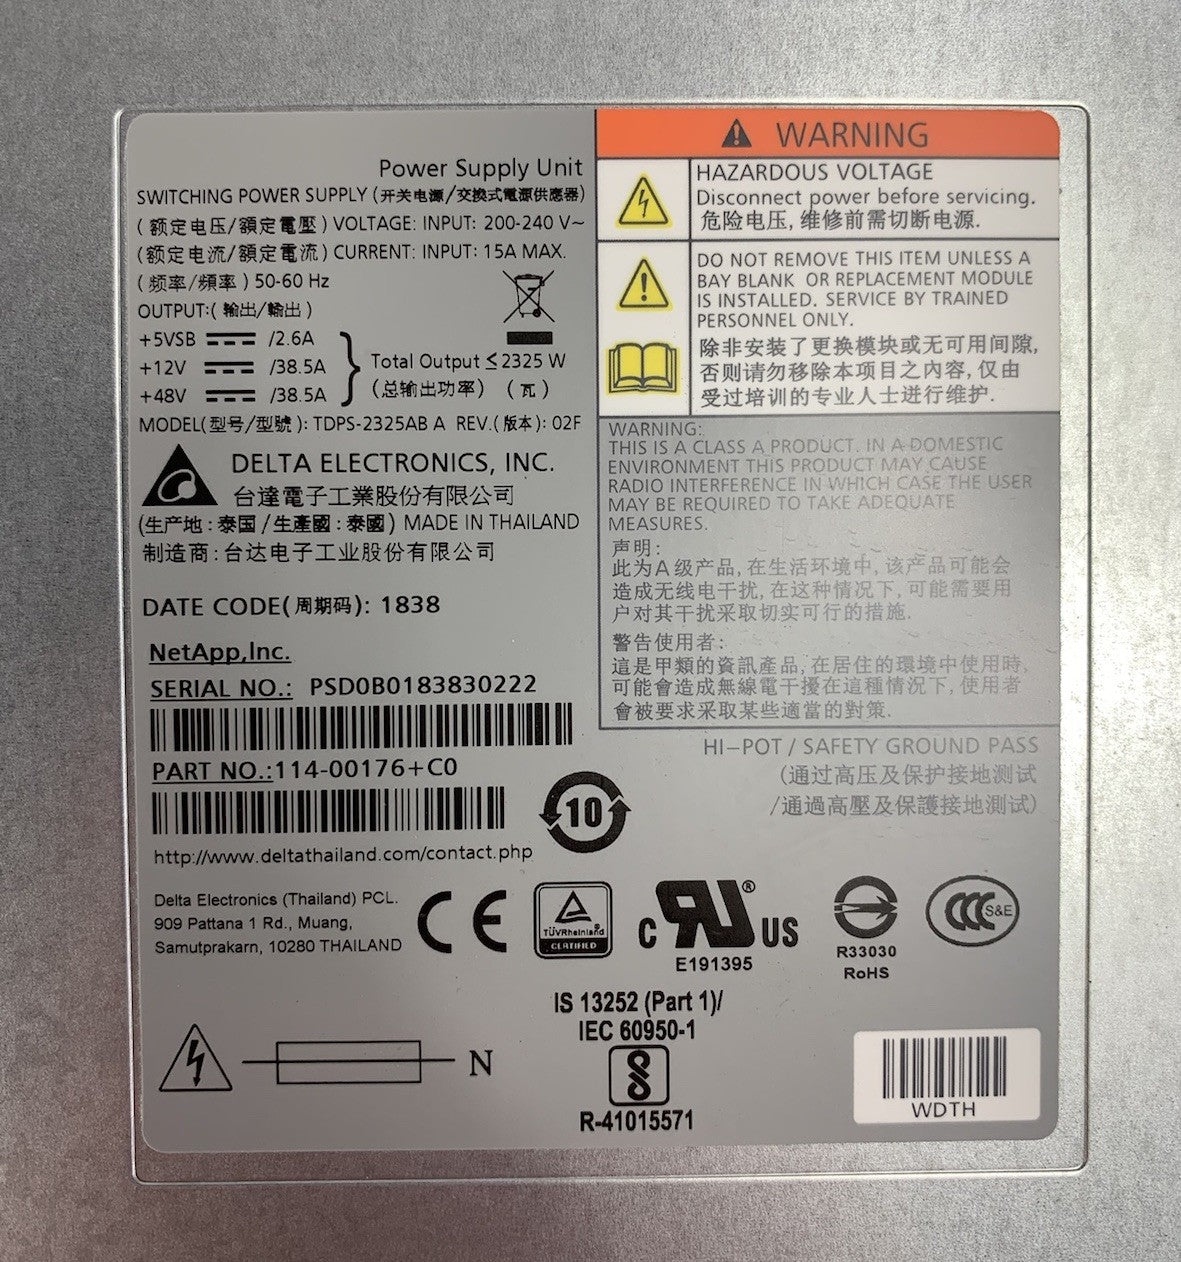 Power Supply Unit
SWITCHING POWER SUPPLY (开关电源/交換式電源供應器)
(额定电压/額定電壓) VOLTAGE: INPUT: 200-240 V~
(额定电流/額定電流) CURRENT: INPUT: 15A MAX.
(频率/頻率) 50-60 Hz
OUTPUT:(输出/輸出)
+5VSB /2.6A
+12V /38.5A
+48V /38.5A
Total Output ≤2325 W
(总输出功率) (瓦)
MODEL(型号/型號): TDPS-2325AB A REV.(版本): 02F
DELTA ELECTRONICS, INC.
台達電子工業股份有限公司
(生产地:泰国/生產國:泰國) MADE IN THAILAND
制造商:台达电子工业股份有限公司
DATE CODE(周期码): 1838
NetApp,Inc.
SERIAL NO.: PSD0B0183830222
PART NO.:114-00176+C0
http://www.deltathailand.com/contact.php
10
Delta Electronics (Thailand) PCL.
909 Pattana 1 Rd., Muang,
Samutprakarn, 10280 THAILAND
CE
TÜVRheinland®
CERTIFIED
C UL US ®
E191395
R33030
RoHS
CCC S&E
IS 13252 (Part 1)/
IEC 60950-1
R-41015571
N
WDTH
WARNING
HAZARDOUS VOLTAGE
Disconnect power before servicing.
危险电压, 维修前需切断电源.
DO NOT REMOVE THIS ITEM UNLESS A
BAY BLANK OR REPLACEMENT MODULE
IS INSTALLED. SERVICE BY TRAINED
PERSONNEL ONLY.
除非安装了更换模块或无可用间隙,
否则请勿移除本项目之内容, 仅由
受过培训的专业人士进行维护.
WARNING:
THIS IS A CLASS A PRODUCT. IN A DOMESTIC
ENVIRONMENT THIS PRODUCT MAY CAUSE
RADIO INTERFERENCE IN WHICH CASE THE USER
MAY BE REQUIRED TO TAKE ADEQUATE
MEASURES.
声明:
此为A级产品, 在生活环境中, 该产品可能会
造成无线电干扰, 在这种情况下, 可能需要用
户对其干扰采取切实可行的措施.
警告使用者:
這是甲類的資訊產品, 在居住的環境中使用時,
可能會造成無線電干擾在這種情況下, 使用者
會被要求采取某些適當的對策.
HI-POT / SAFETY GROUND PASS
(通过高压及保护接地测试
/通過高壓及保護接地測試)